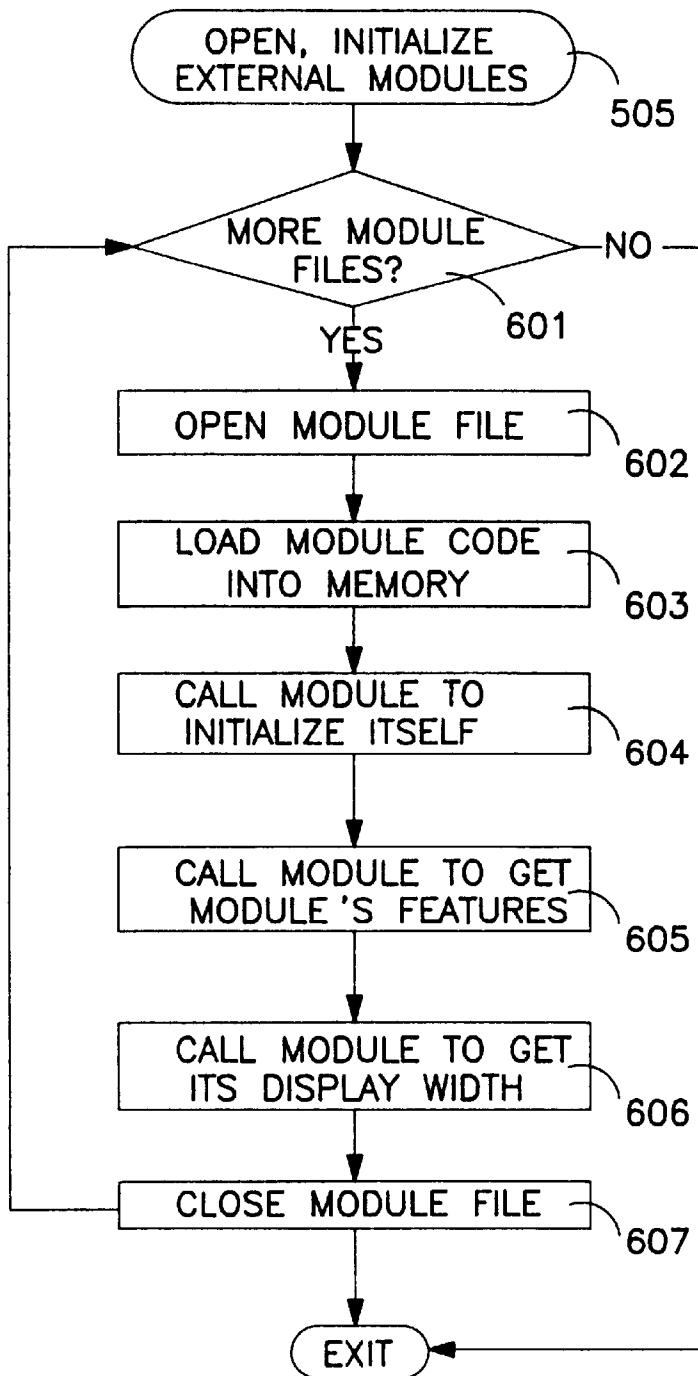 OPEN, INITIALIZE
EXTERNAL MODULES
505
MORE MODULE
FILES?
NO
601
YES
OPEN MODULE FILE
602
LOAD MODULE CODE
INTO MEMORY
603
CALL MODULE TO
INITIALIZE ITSELF
604
CALL MODULE TO GET
MODULE'S FEATURES
605
CALL MODULE TO GET
ITS DISPLAY WIDTH
606
CLOSE MODULE FILE
607
EXIT